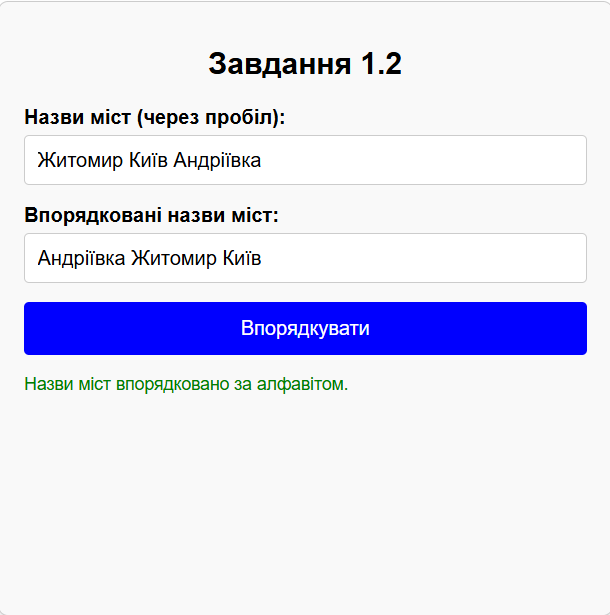 Завдання 1.2
Назви міст (через пробіл):
Житомир Київ Андріївка
Впорядковані назви міст:
Андріївка Житомир Київ
Впорядкувати
Назви міст впорядковано за алфавітом.